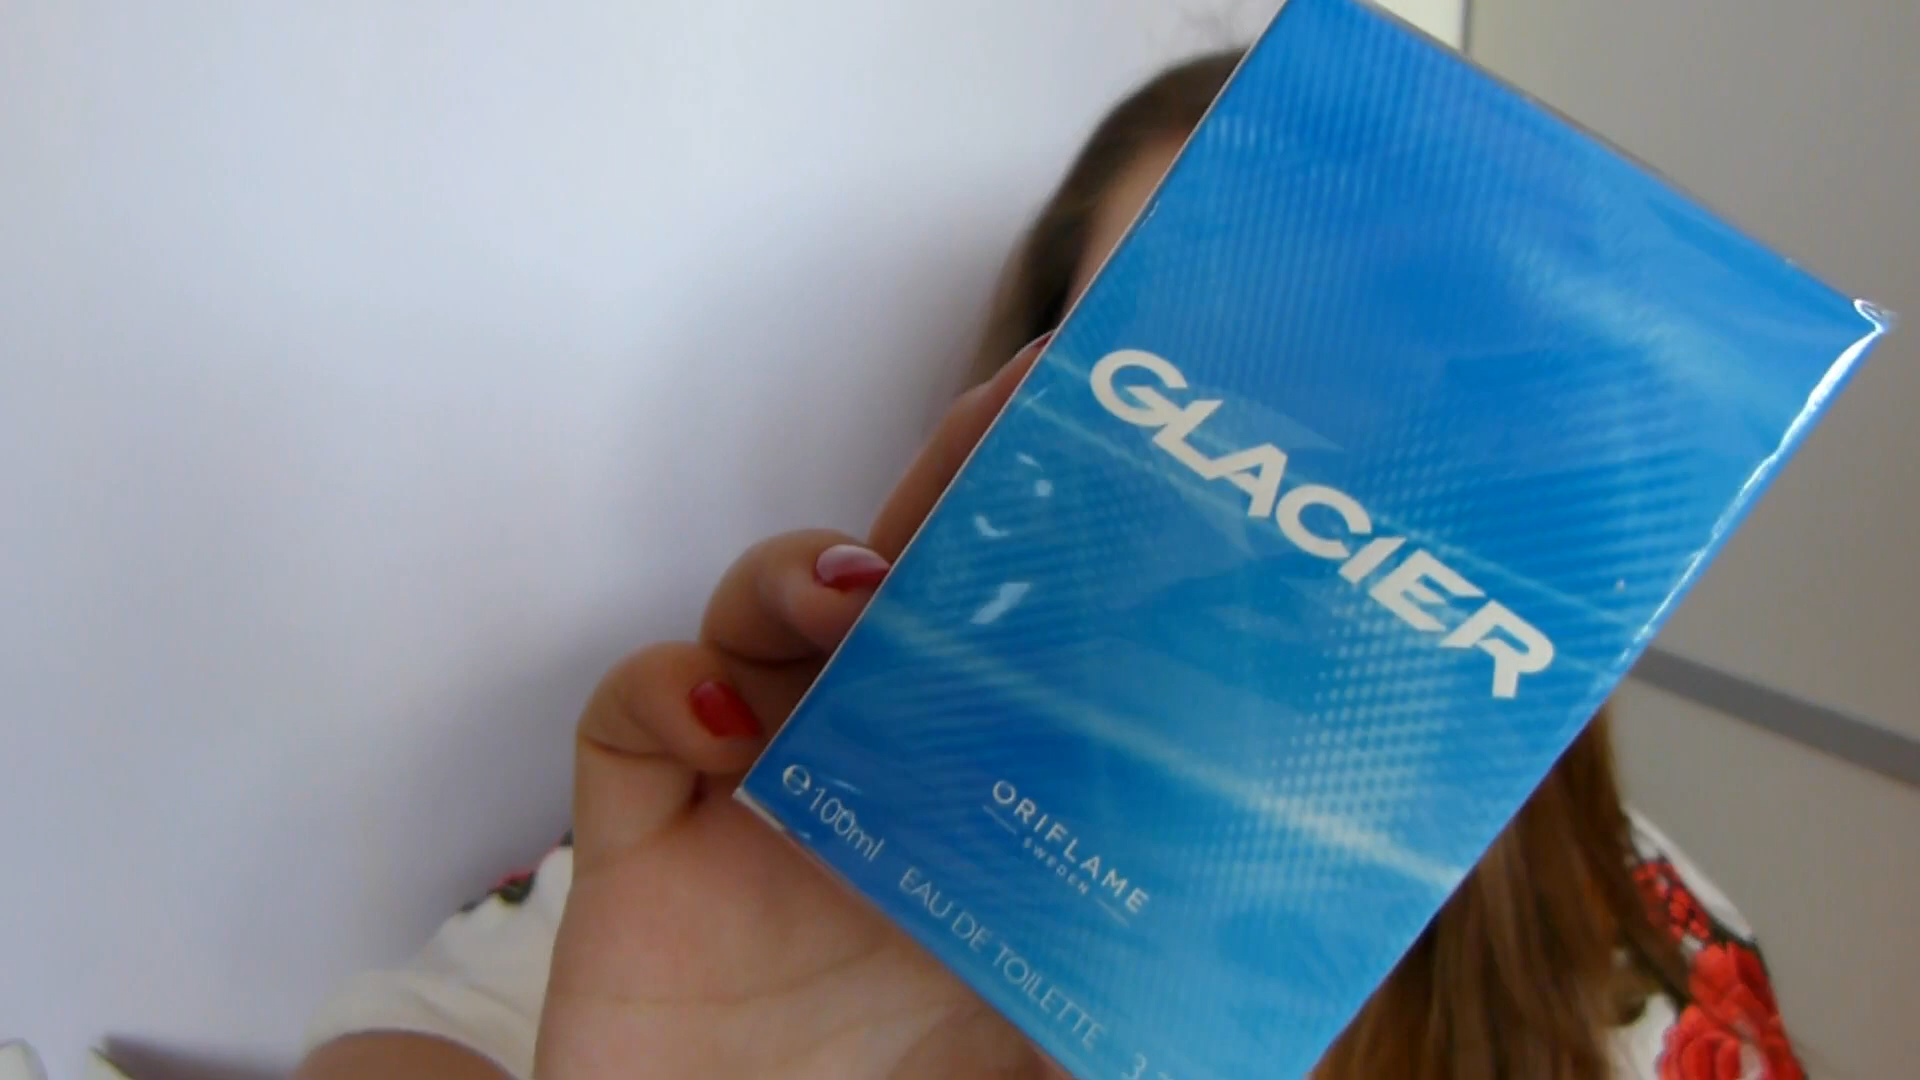 GLACIER
ORIFLAME
SWEDEN
℮100ml EAU DE TOILETTE